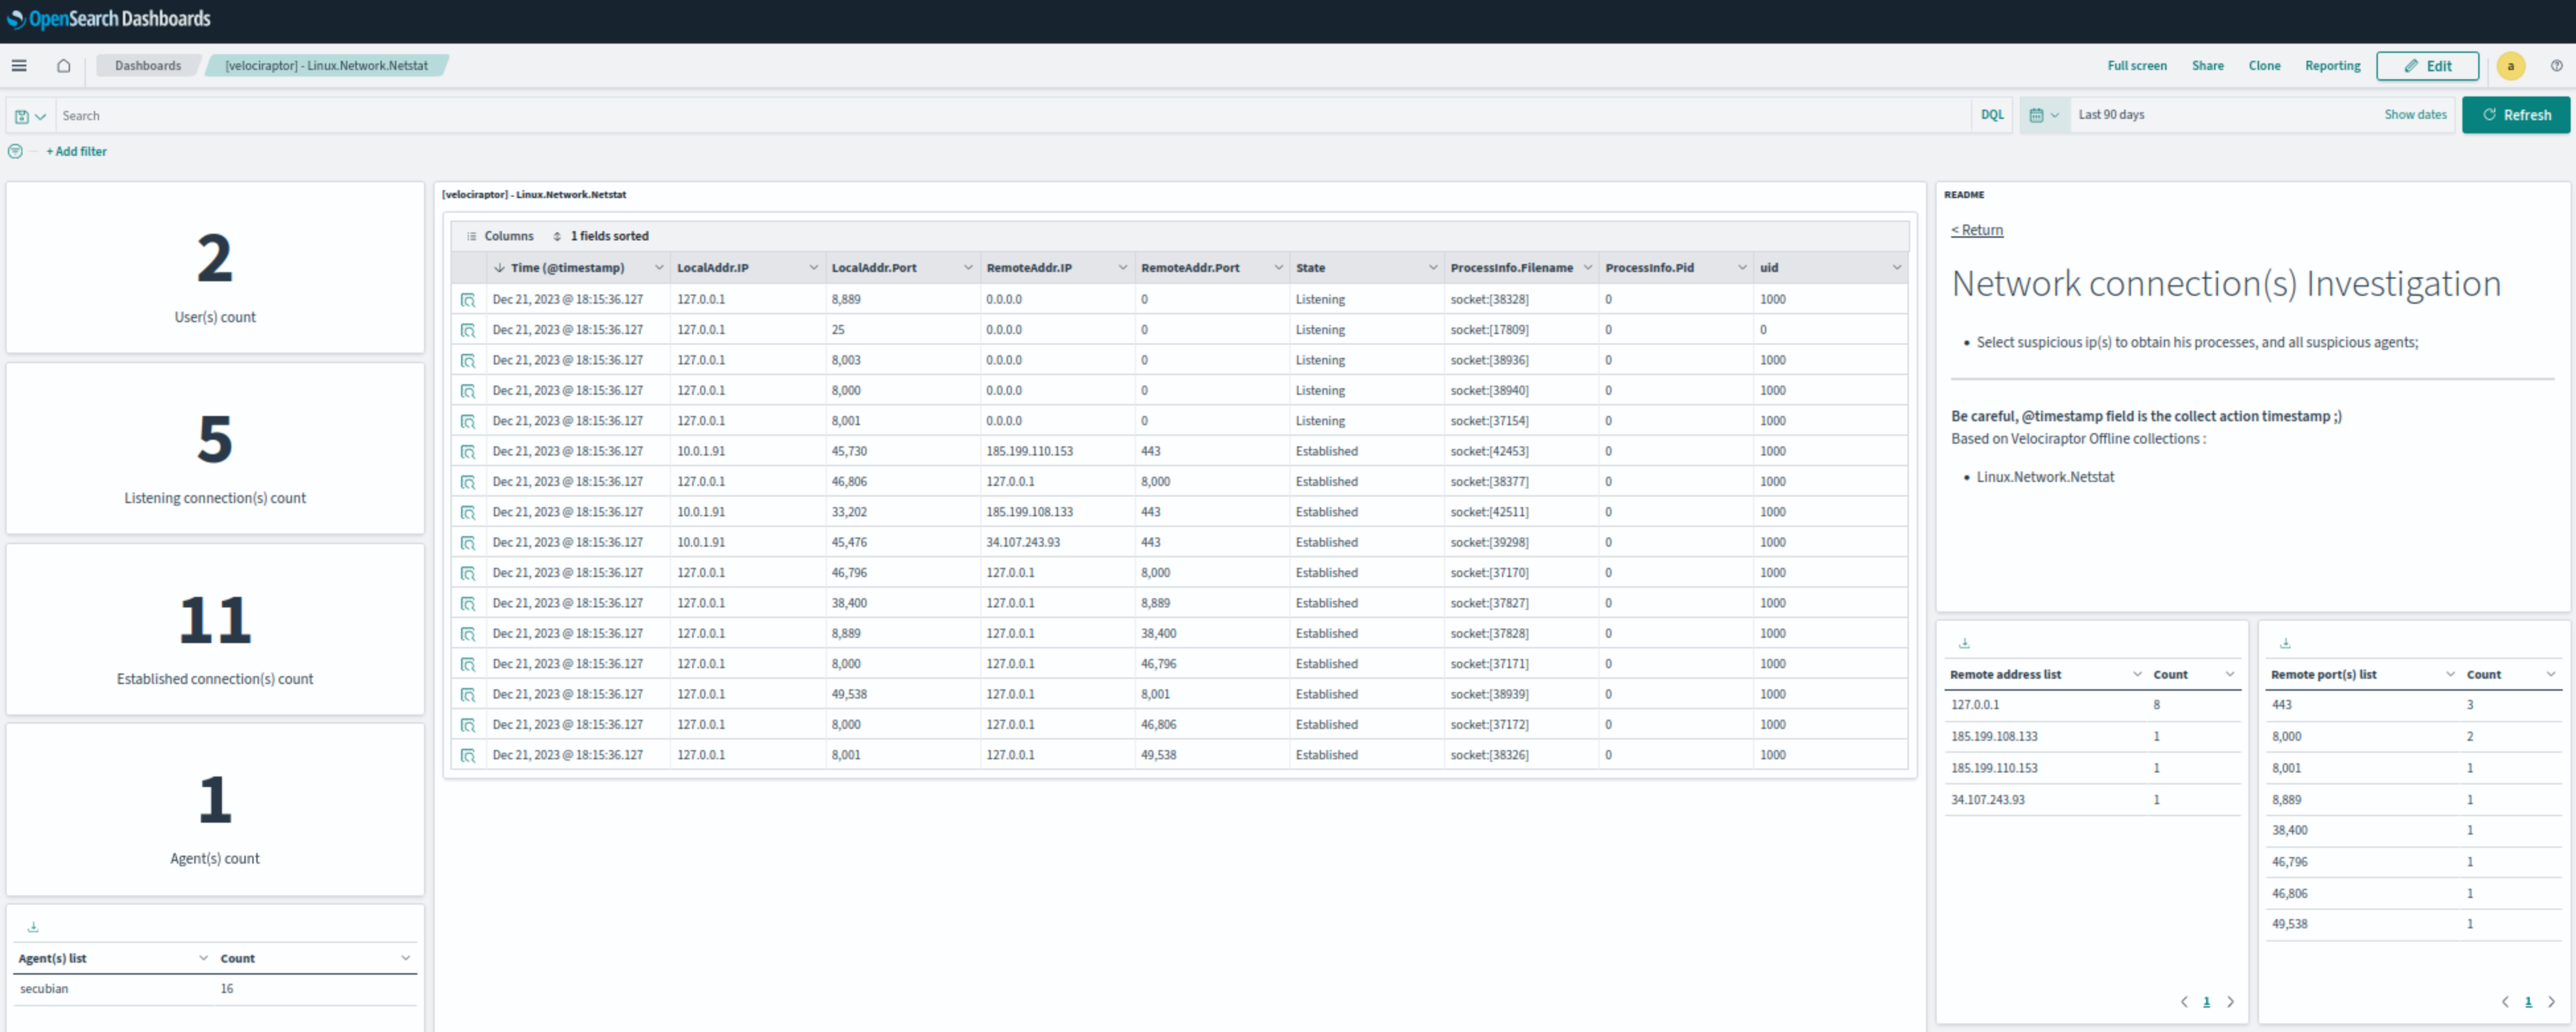 OpenSearch Dashboards
Dashboards [velociraptor] - Linux.Network.Netstat Full screen Share Clone Reporting Edit a
Search DQL Last 90 days Show dates Refresh
+ Add filter
2
User(s) count
5
Listening connection(s) count
11
Established connection(s) count
1
Agent(s) count
Agent(s) list Count
secubian 16
[velociraptor] - Linux.Network.Netstat
Columns 1 fields sorted
Time (@timestamp) LocalAddr.IP LocalAddr.Port RemoteAddr.IP RemoteAddr.Port State ProcessInfo.Filename ProcessInfo.Pid uid
Dec 21, 2023 @ 18:15:36.127 127.0.0.1 8,889 0.0.0.0 0 Listening socket:[38328] 0 1000
Dec 21, 2023 @ 18:15:36.127 127.0.0.1 25 0.0.0.0 0 Listening socket:[17809] 0 0
Dec 21, 2023 @ 18:15:36.127 127.0.0.1 8,003 0.0.0.0 0 Listening socket:[38936] 0 1000
Dec 21, 2023 @ 18:15:36.127 127.0.0.1 8,000 0.0.0.0 0 Listening socket:[38940] 0 1000
Dec 21, 2023 @ 18:15:36.127 127.0.0.1 8,001 0.0.0.0 0 Listening socket:[37154] 0 1000
Dec 21, 2023 @ 18:15:36.127 10.0.1.91 45,730 185.199.110.153 443 Established socket:[42453] 0 1000
Dec 21, 2023 @ 18:15:36.127 127.0.0.1 46,806 127.0.0.1 8,000 Established socket:[38377] 0 1000
Dec 21, 2023 @ 18:15:36.127 10.0.1.91 33,202 185.199.108.133 443 Established socket:[42511] 0 1000
Dec 21, 2023 @ 18:15:36.127 10.0.1.91 45,476 34.107.243.93 443 Established socket:[39298] 0 1000
Dec 21, 2023 @ 18:15:36.127 127.0.0.1 46,796 127.0.0.1 8,000 Established socket:[37170] 0 1000
Dec 21, 2023 @ 18:15:36.127 127.0.0.1 38,400 127.0.0.1 8,889 Established socket:[37827] 0 1000
Dec 21, 2023 @ 18:15:36.127 127.0.0.1 8,889 127.0.0.1 38,400 Established socket:[37828] 0 1000
Dec 21, 2023 @ 18:15:36.127 127.0.0.1 8,000 127.0.0.1 46,796 Established socket:[37171] 0 1000
Dec 21, 2023 @ 18:15:36.127 127.0.0.1 49,538 127.0.0.1 8,001 Established socket:[38939] 0 1000
Dec 21, 2023 @ 18:15:36.127 127.0.0.1 8,000 127.0.0.1 46,806 Established socket:[37172] 0 1000
Dec 21, 2023 @ 18:15:36.127 127.0.0.1 8,001 127.0.0.1 49,538 Established socket:[38326] 0 1000
README
< Return
Network connection(s) Investigation
• Select suspicious ip(s) to obtain his processes, and all suspicious agents;
Be careful, @timestamp field is the collect action timestamp ;)
Based on Velociraptor Offline collections :
• Linux.Network.Netstat
Remote address list Count
127.0.0.1 8
185.199.108.133 1
185.199.110.153 1
34.107.243.93 1
1
Remote port(s) list Count
443 3
8,000 2
8,001 1
8,889 1
38,400 1
46,796 1
46,806 1
49,538 1
1